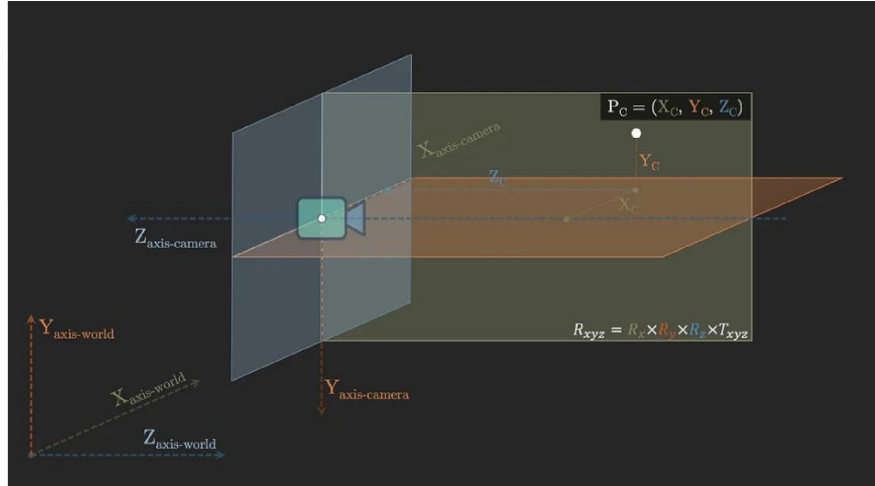 P_C = (X_C, Y_C, Z_C)
X_axis-camera
Y_C
Z_C
X_C
Z_axis-camera
Y_axis-world
R_xyz = R_x×R_y×R_z×T_xyz
X_axis-world
Y_axis-camera
Z_axis-world